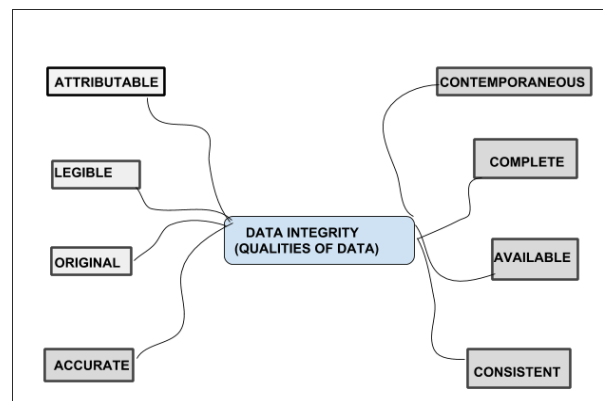 ATTRIBUTABLE
LEGIBLE
ORIGINAL
ACCURATE
DATA INTEGRITY
(QUALITIES OF DATA)
CONTEMPORANEOUS
COMPLETE
AVAILABLE
CONSISTENT